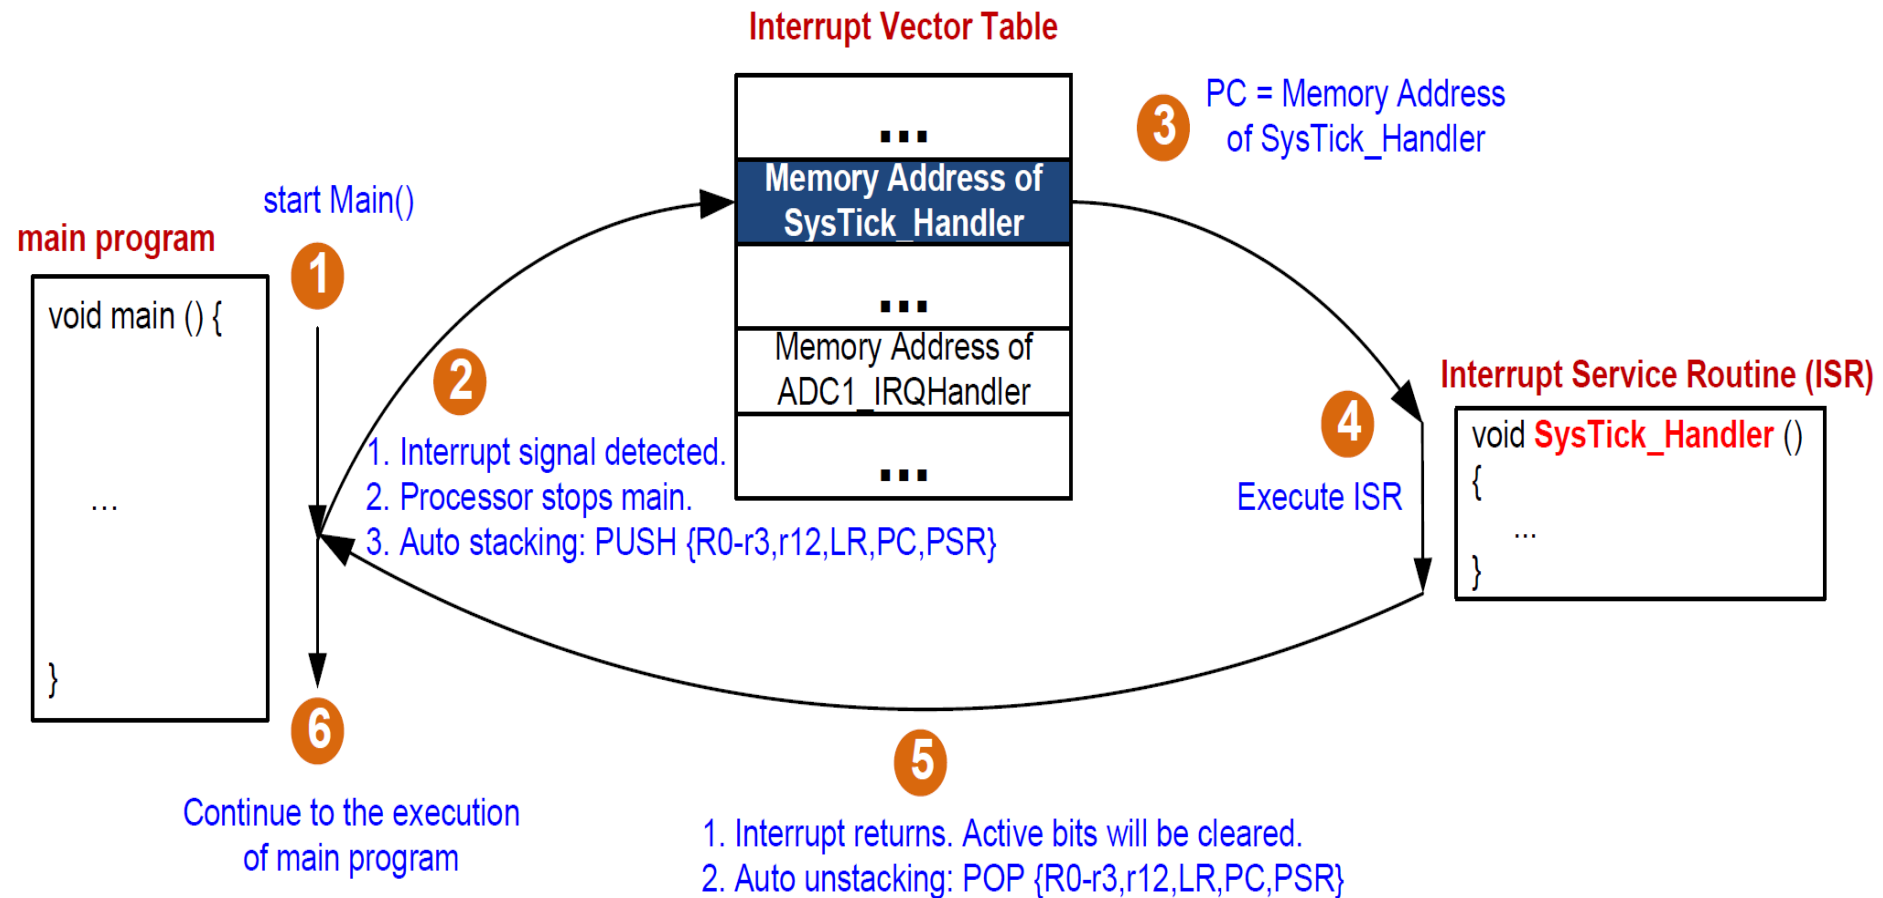 Interrupt Vector Table
...
Memory Address of
SysTick_Handler
...
Memory Address of
ADC1_IRQHandler
...
3
PC = Memory Address
of SysTick_Handler
start Main()
main program
1
void main () {
...
}
2
1. Interrupt signal detected.
2. Processor stops main.
3. Auto stacking: PUSH {R0-r3,r12,LR,PC,PSR}
Interrupt Service Routine (ISR)
4
Execute ISR
void SysTick_Handler ()
{
...
}
5
1. Interrupt returns. Active bits will be cleared.
2. Auto unstacking: POP {R0-r3,r12,LR,PC,PSR}
6
Continue to the execution
of main program